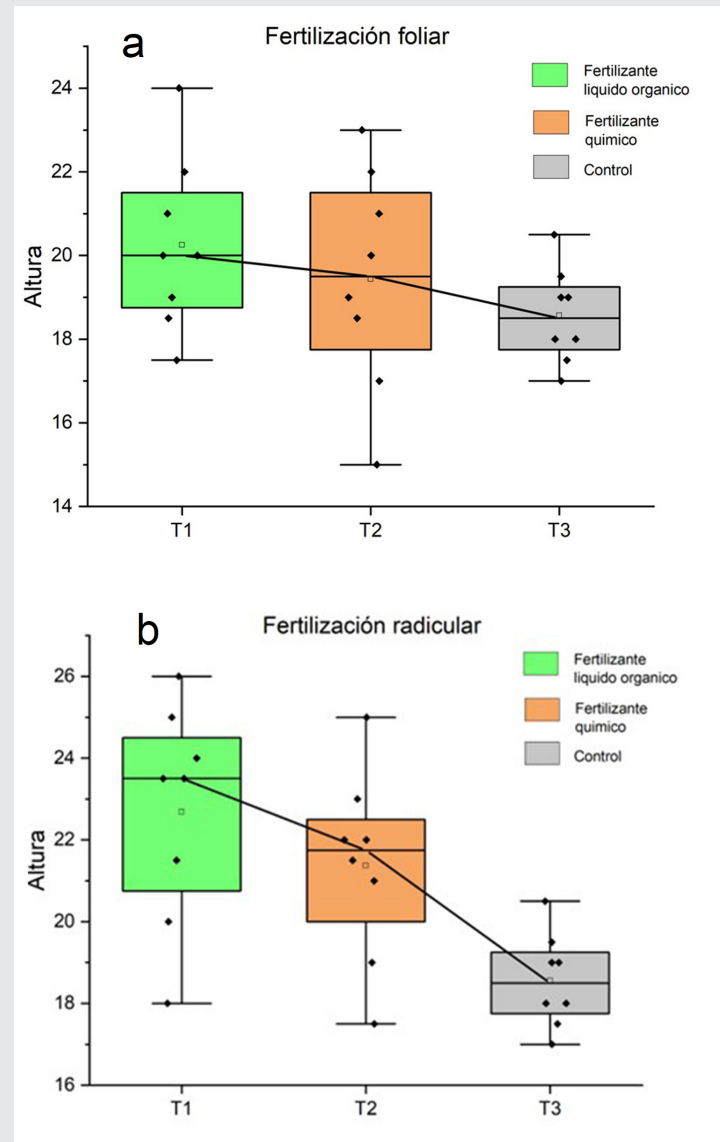 a
Fertilización foliar
Fertilizante
liquido organico
Fertilizante
quimico
Control
Altura
24
22
20
18
16
14
T1
T2
T3
b
Fertilización radicular
Fertilizante
liquido organico
Fertilizante
quimico
Control
Altura
26
24
22
20
18
16
T1
T2
T3